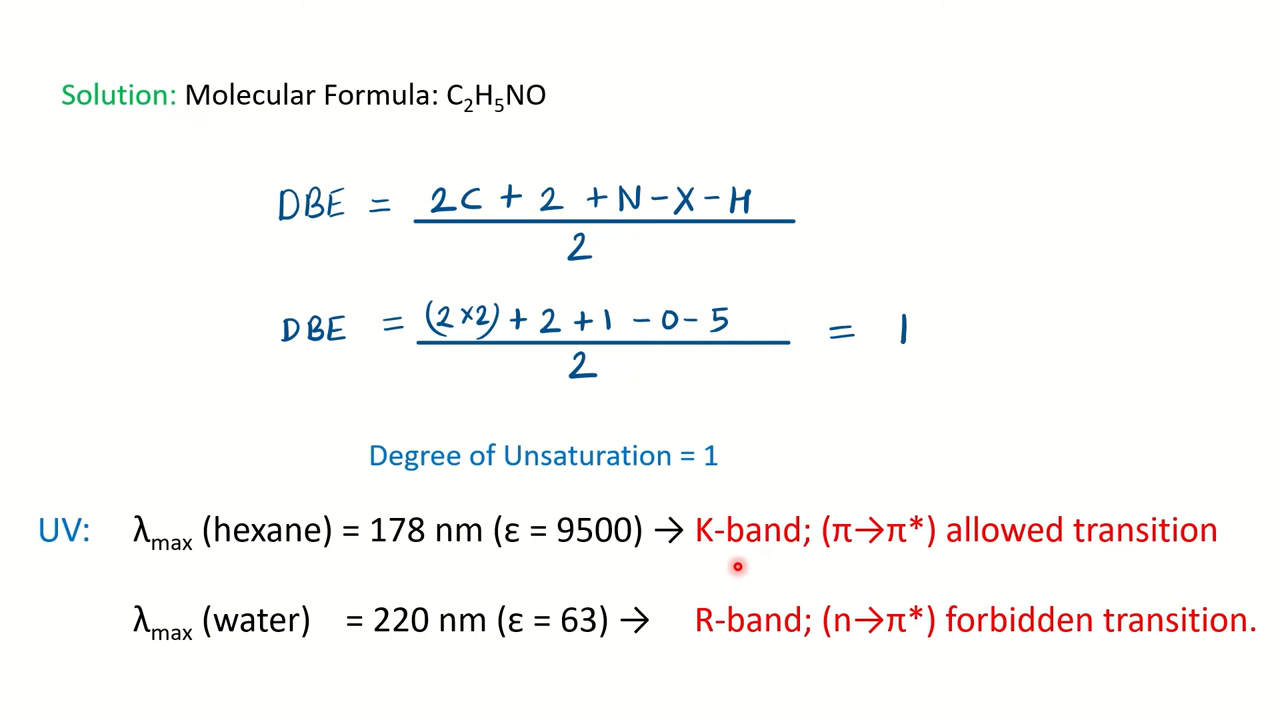 Solution: Molecular Formula: C₂H₅NO
DBE = 2C + 2 + N - X - H
2
DBE = (2×2) + 2 + 1 - 0 - 5 = 1
2
Degree of Unsaturation = 1
UV: λmax (hexane) = 178 nm (ε = 9500) → K-band; (π→π*) allowed transition
λmax (water) = 220 nm (ε = 63) → R-band; (n→π*) forbidden transition.